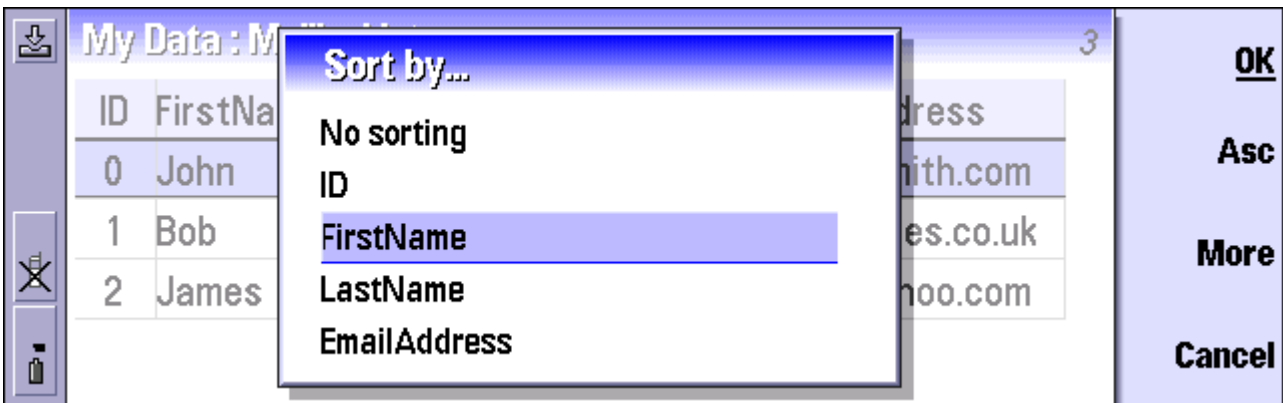 My Data : M
3
ID FirstNa dress
0 John ith.com
1 Bob es.co.uk
2 James hoo.com
Sort by...
No sorting
ID
FirstName
LastName
EmailAddress
OK
Asc
More
Cancel